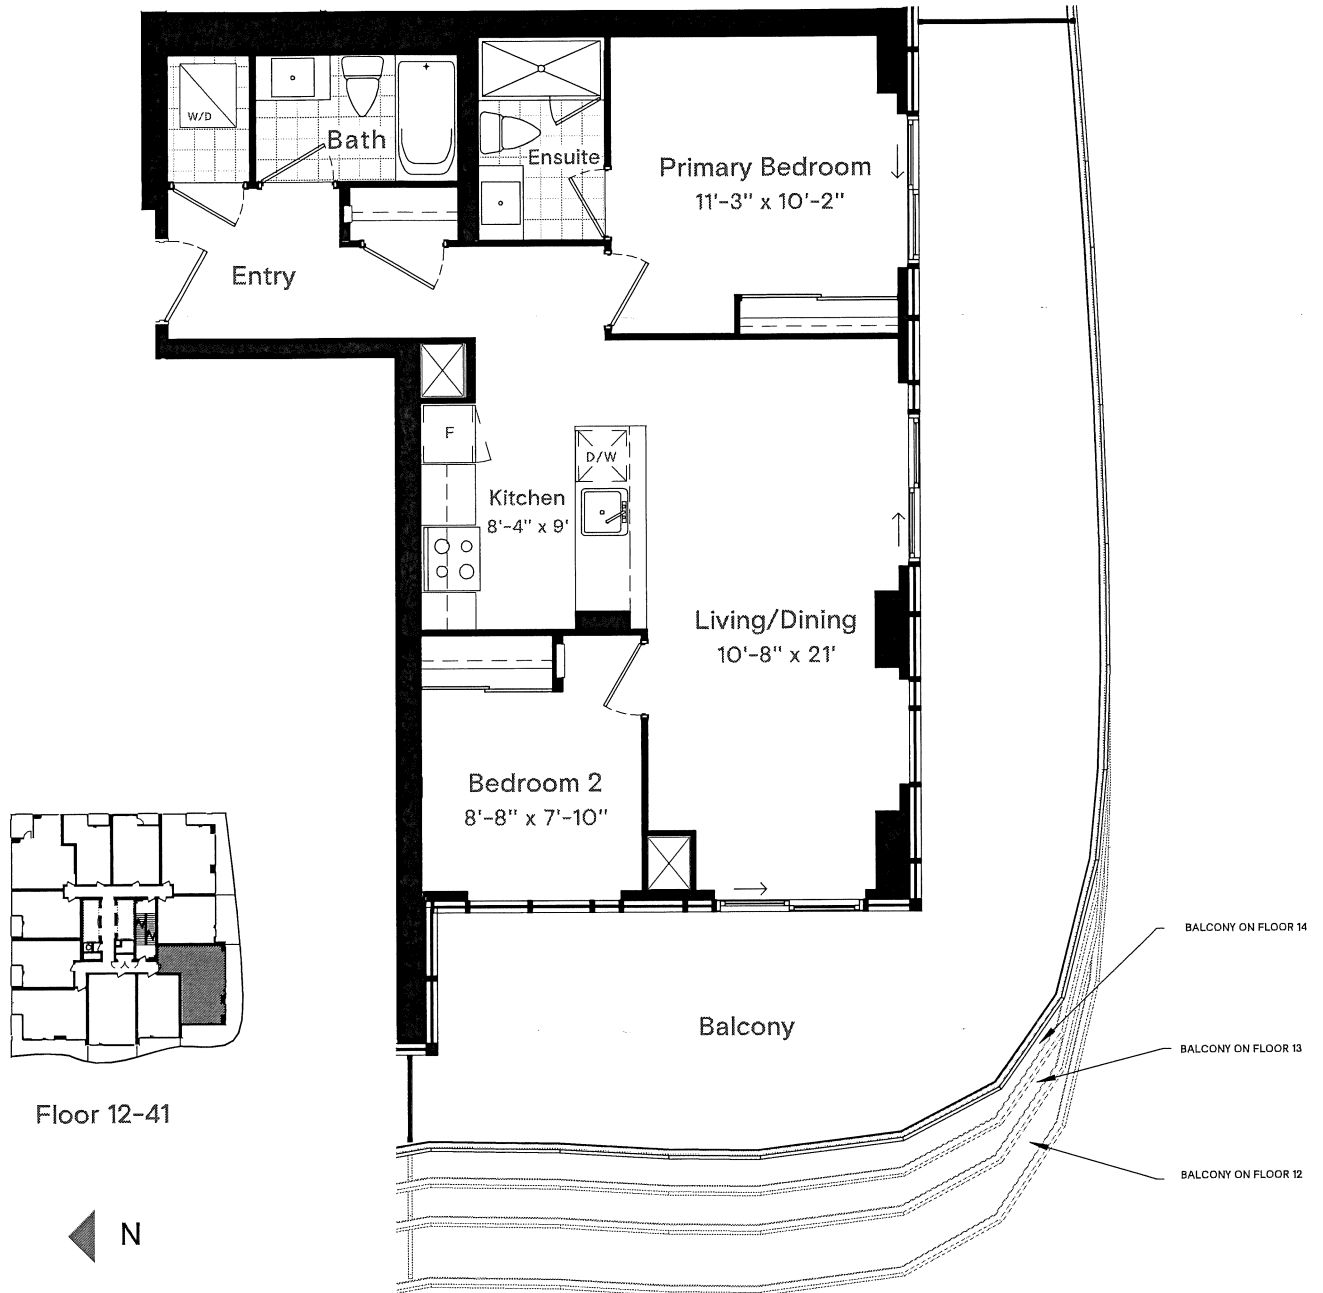 W/D
Bath
Ensuite
Primary Bedroom
11'-3" x 10'-2"
Entry
F
D/W
Kitchen
8'-4" x 9'
Living/Dining
10'-8" x 21'
Bedroom 2
8'-8" x 7'-10"
BALCONY ON FLOOR 14
Balcony
BALCONY ON FLOOR 13
Floor 12-41
BALCONY ON FLOOR 12
N